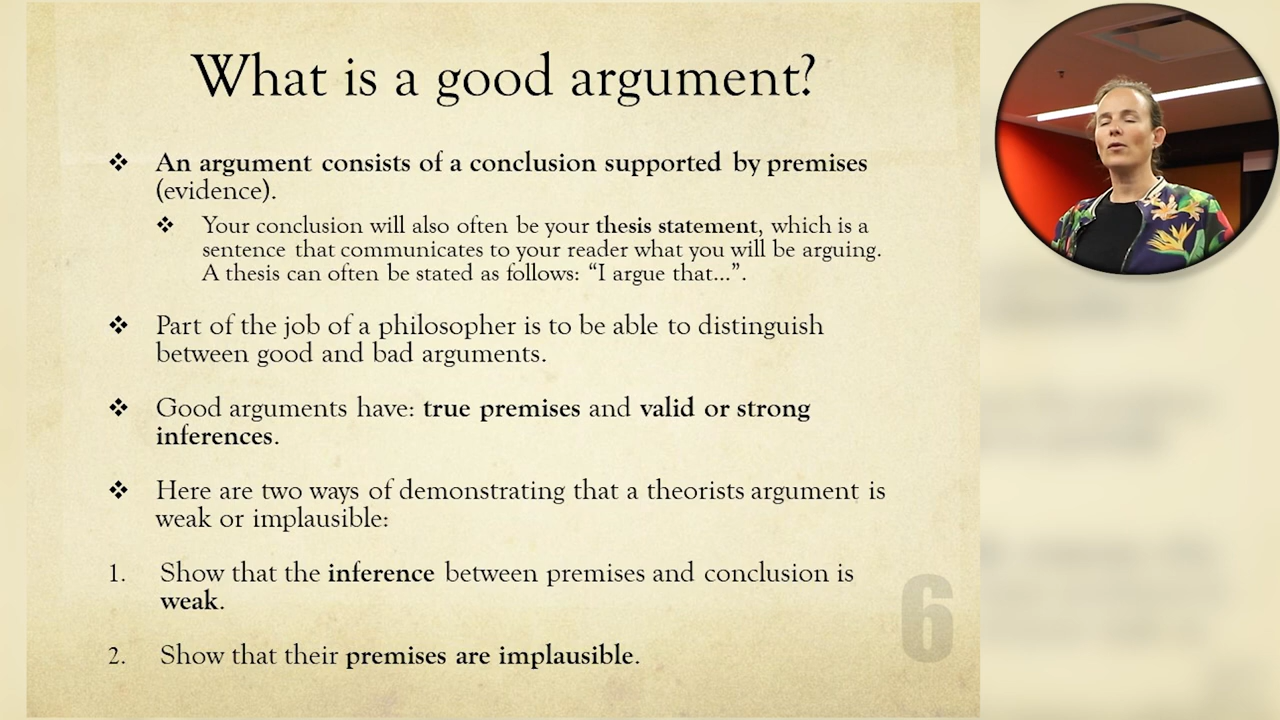 What is a good argument?
❖ An argument consists of a conclusion supported by premises
(evidence).
❖ Your conclusion will also often be your thesis statement, which is a
sentence that communicates to your reader what you will be arguing.
A thesis can often be stated as follows: “I argue that...”.
❖ Part of the job of a philosopher is to be able to distinguish
between good and bad arguments.
❖ Good arguments have: true premises and valid or strong
inferences.
❖ Here are two ways of demonstrating that a theorists argument is
weak or implausible:
1. Show that the inference between premises and conclusion is
weak.
2. Show that their premises are implausible.
6